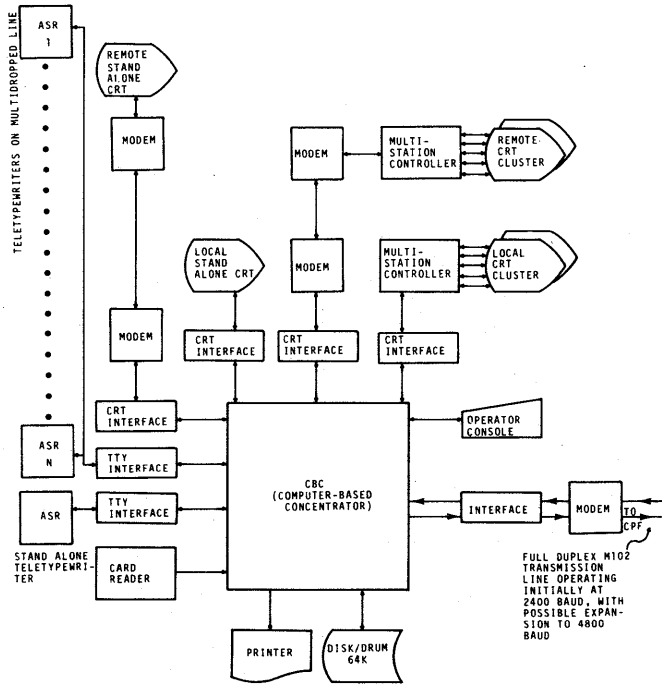 TELETYPEWRITERS ON MULTIDROPPED LINE
ASR
1
REMOTE
STAND
ALONE
CRT
MODEM
MODEM
MULTI-
STATION
CONTROLLER
REMOTE
CRT
CLUSTER
LOCAL
STAND
ALONE CRT
MODEM
MULTI-
STATION
CONTROLLER
LOCAL
CRT
CLUSTER
MODEM
CRT
INTERFACE
CRT
INTERFACE
CRT
INTERFACE
CRT
INTERFACE
OPERATOR
CONSOLE
ASR
N
TTY
INTERFACE
CBC
(COMPUTER-BASED
CONCENTRATOR)
ASR
TTY
INTERFACE
INTERFACE
MODEM
TO
CPF
STAND ALONE
TELETYPEWRI-
TER
CARD
READER
FULL DUPLEX M102
TRANSMISSION
LINE OPERATING
INITIALLY AT
2400 BAUD, WITH
POSSIBLE EXPAN-
SION TO 4800
BAUD
PRINTER
DISK/DRUM
64K